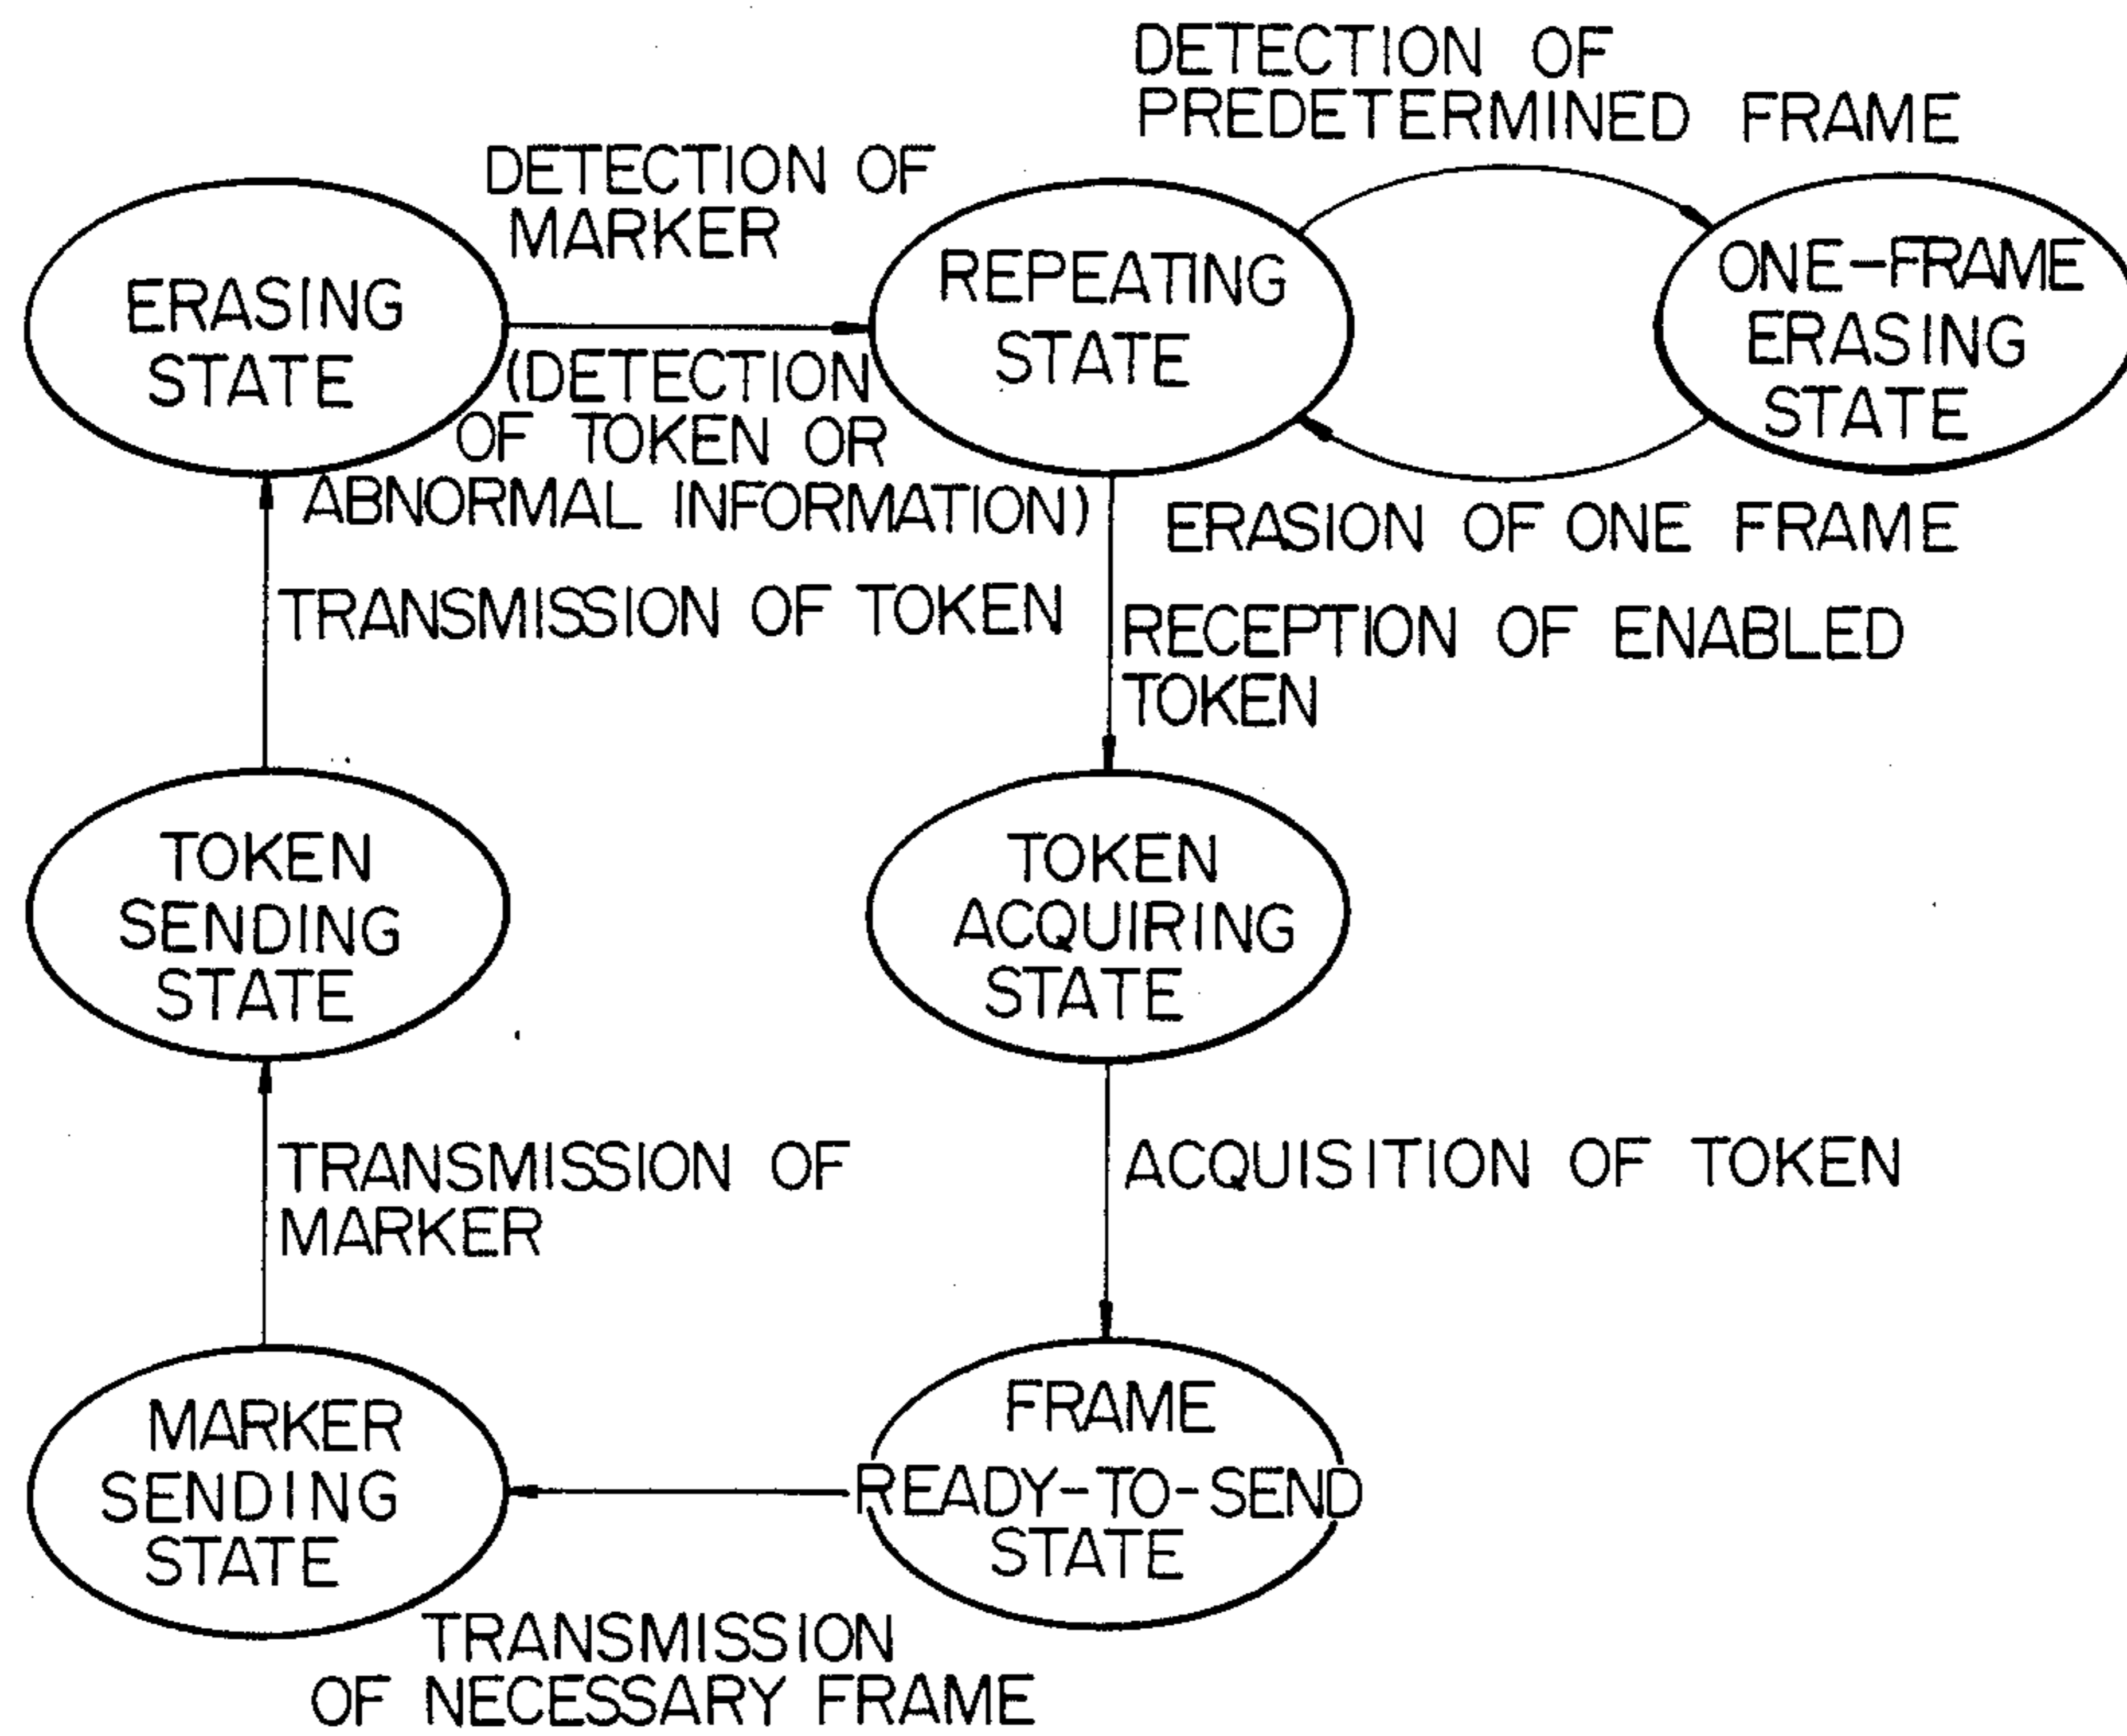 DETECTION OF
PREDETERMINED FRAME
DETECTION OF
MARKER
ERASING
STATE
REPEATING
STATE
ONE-FRAME
ERASING
STATE
(DETECTION
OF TOKEN OR
ABNORMAL INFORMATION)
ERASION OF ONE FRAME
TRANSMISSION OF TOKEN
RECEPTION OF ENABLED
TOKEN
TOKEN
SENDING
STATE
TOKEN
ACQUIRING
STATE
TRANSMISSION OF
MARKER
ACQUISITION OF TOKEN
MARKER
SENDING
STATE
FRAME
READY-TO-SEND
STATE
TRANSMISSION
OF NECESSARY FRAME